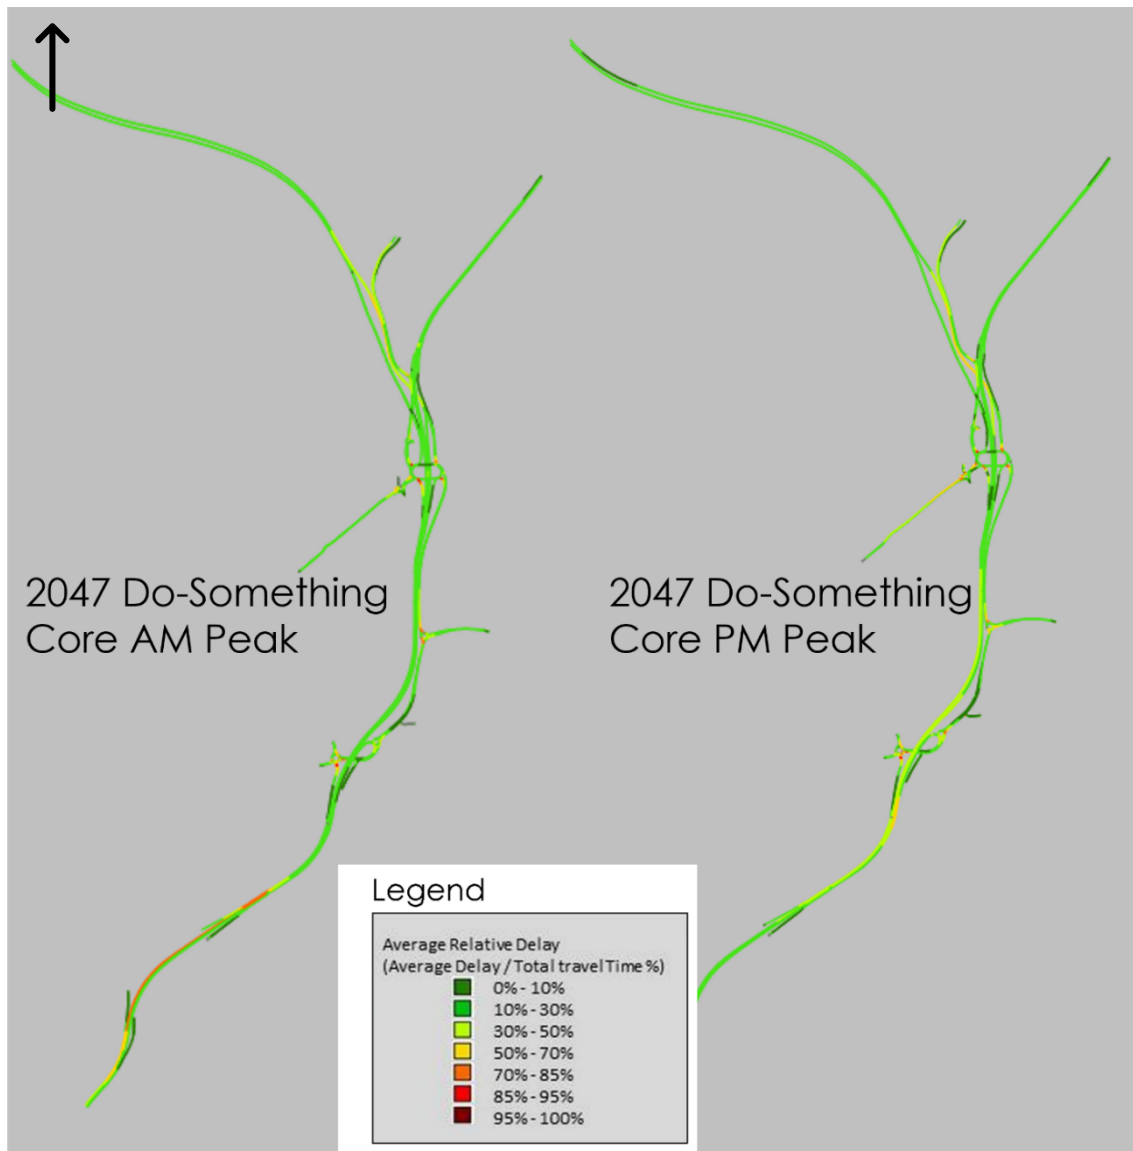 2047 Do-Something
Core AM Peak
2047 Do-Something
Core PM Peak
Legend
Average Relative Delay
(Average Delay / Total travel Time %)
0% - 10%
10% - 30%
30% - 50%
50% - 70%
70% - 85%
85% - 95%
95% - 100%